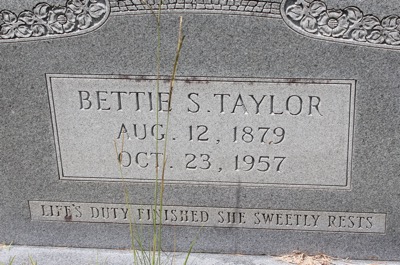 BETTIE S. TAYLOR
AUG. 12, 1879
OCT. 23, 1957
LIFE'S DUTY FINISHED SHE SWEETLY RESTS